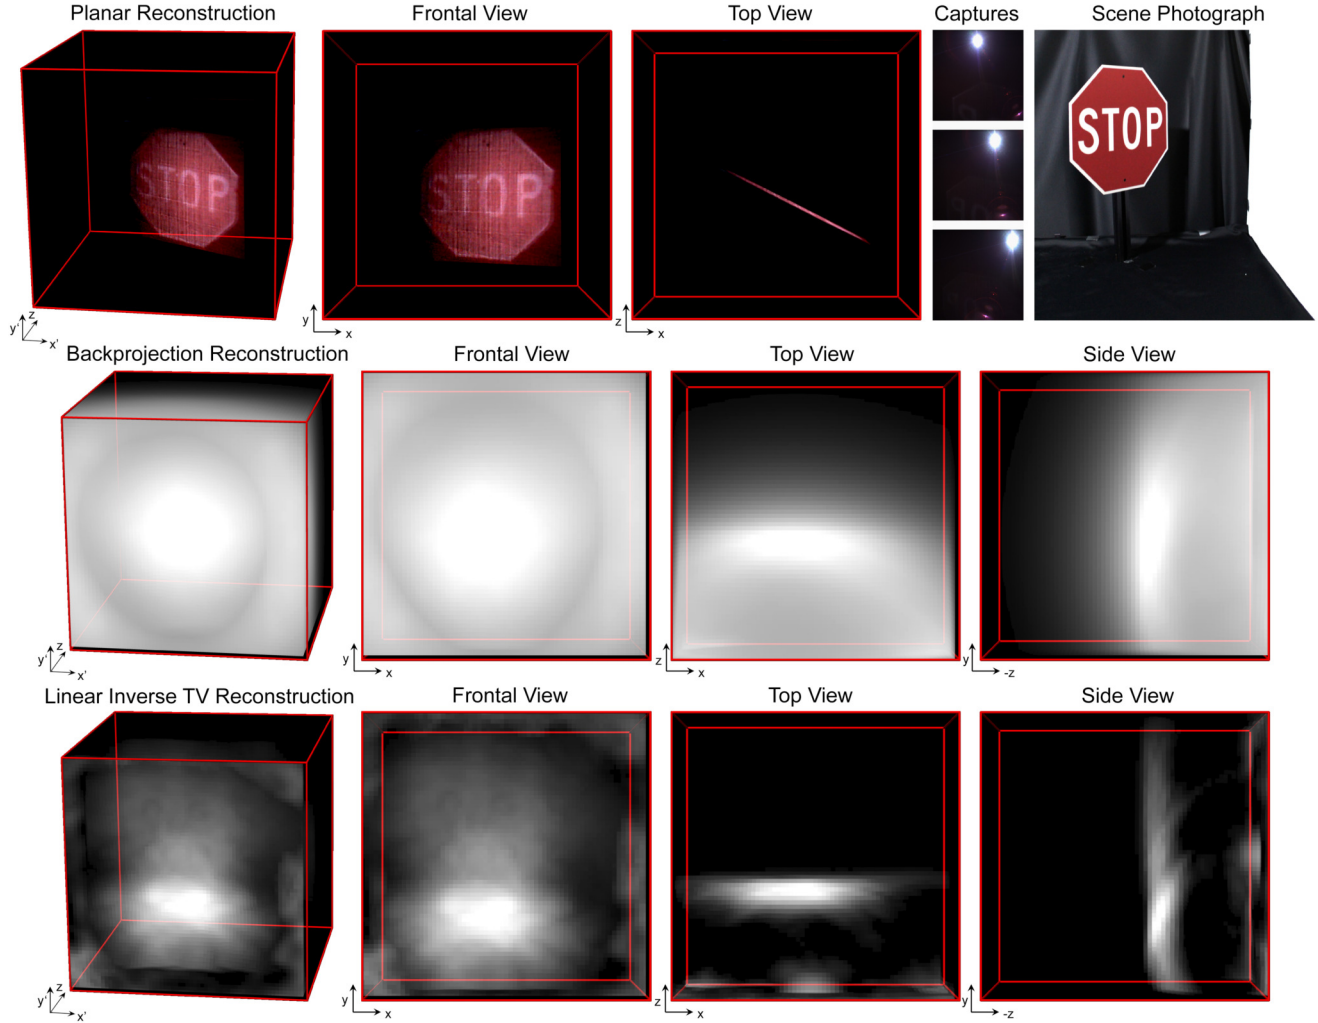 Planar Reconstruction Frontal View Top View Captures Scene Photograph
STOP STOP STOP
y' z x' y x z x
Backprojection Reconstruction Frontal View Top View Side View
y' z x' y x z x y -z
Linear Inverse TV Reconstruction Frontal View Top View Side View
y' z x' y x z x y -z